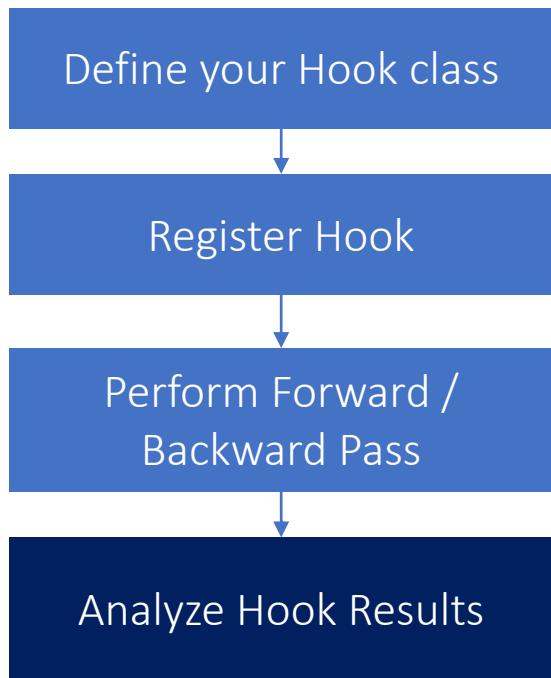 Define your Hook class
Register Hook
Perform Forward /
Backward Pass
Analyze Hook Results